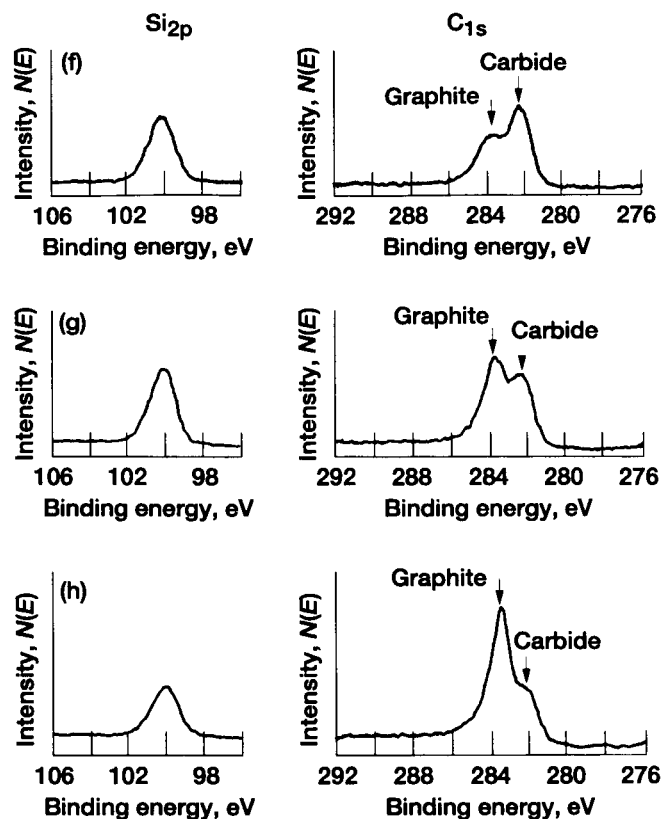 Si2p C1s
(f)
Intensity, N(E)
106 102 98
Binding energy, eV
Intensity, N(E)
Graphite
Carbide
292 288 284 280 276
Binding energy, eV
(g)
Intensity, N(E)
106 102 98
Binding energy, eV
Intensity, N(E)
Graphite
Carbide
292 288 284 280 276
Binding energy, eV
(h)
Intensity, N(E)
106 102 98
Binding energy, eV
Intensity, N(E)
Graphite
Carbide
292 288 284 280 276
Binding energy, eV